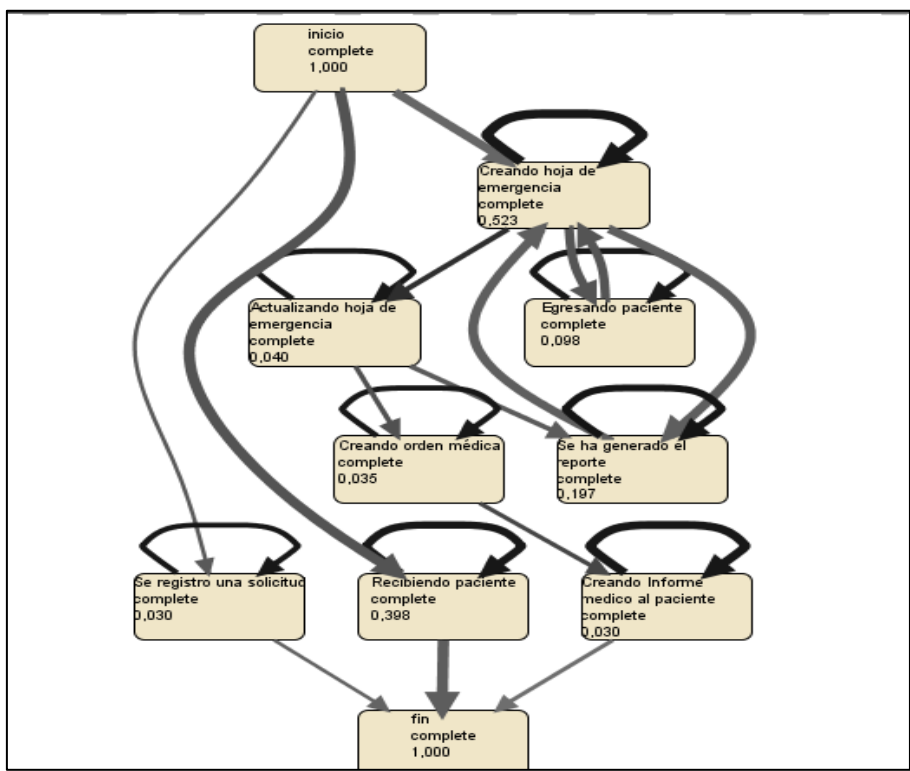 inicio
complete
1,000
Creando hoja de
emergencia
complete
0,523
Actualizando hoja de
emergencia
complete
0,040
Egresando paciente
complete
0,098
Creando orden médica
complete
0,035
Se ha generado el
reporte
complete
0,197
Se registro una solicitud
complete
0,030
Recibiendo paciente
complete
0,398
Creando Informe
medico al paciente
complete
0,030
fin
complete
1,000